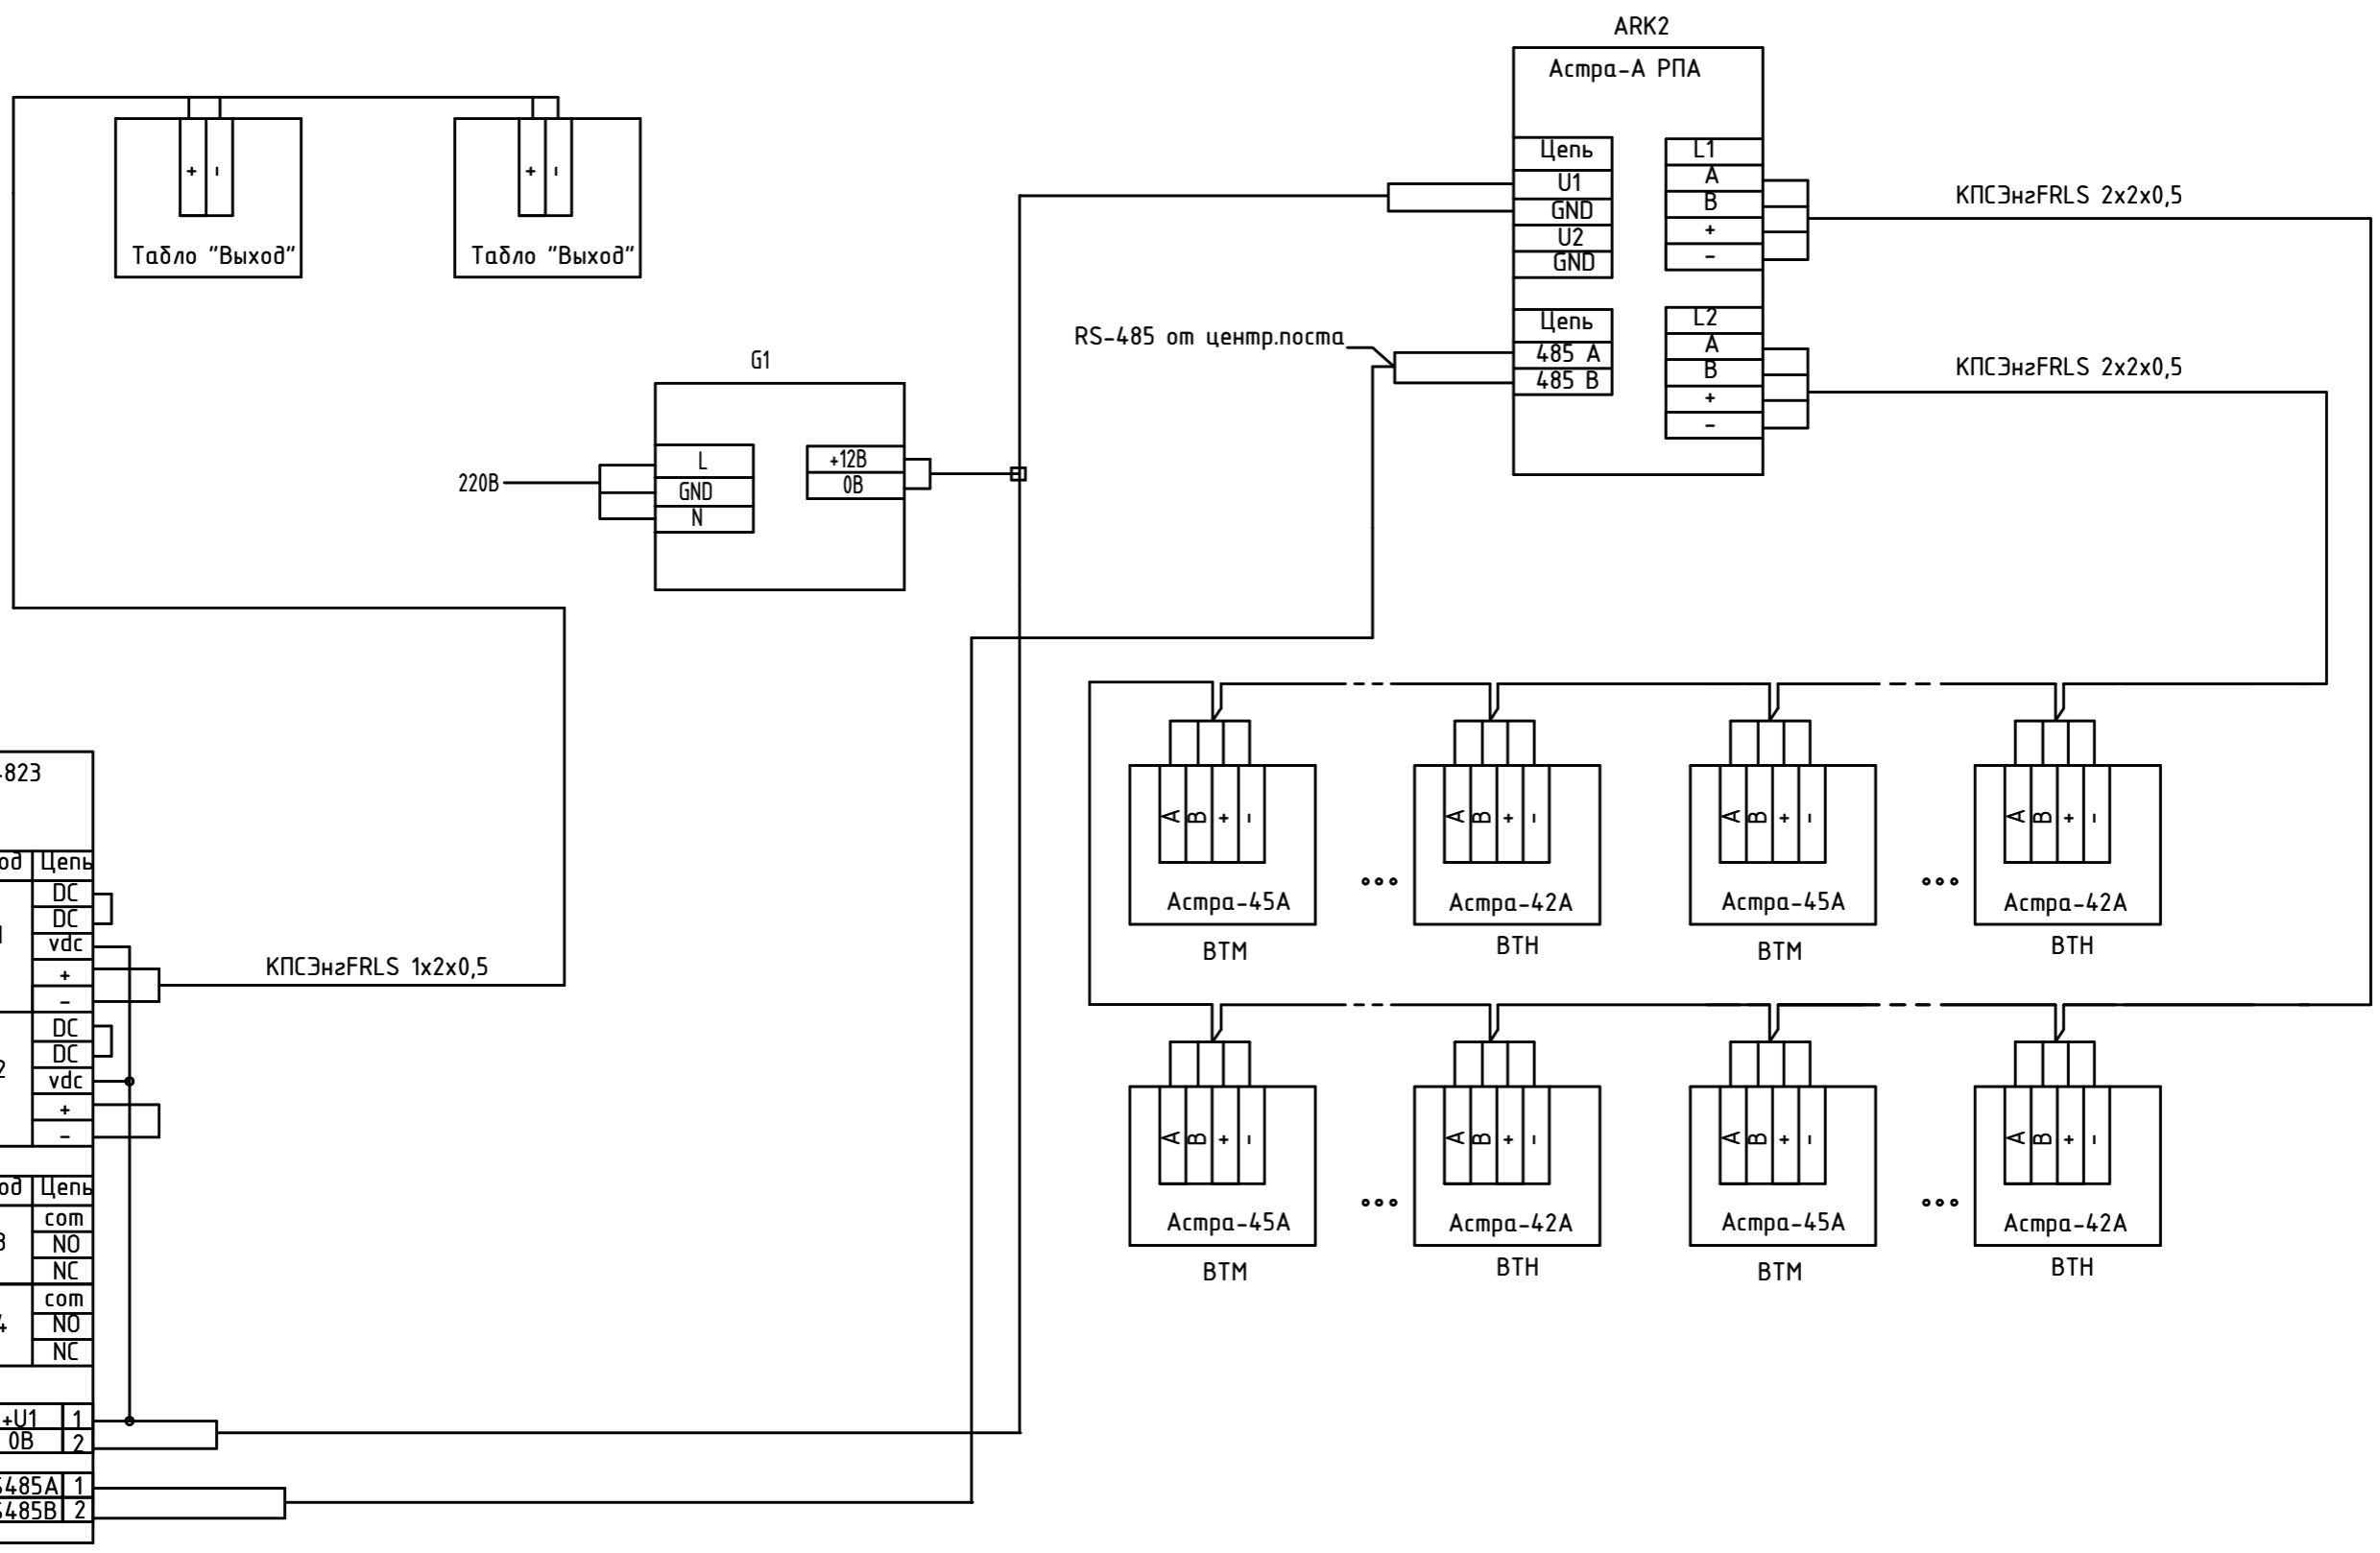 ARK2
Астра-А РПА
Цепь
U1
GND
U2
GND
Цепь
485 A
485 B
L1
A
B
+
-
L2
A
B
+
-
КПСЭнгFRLS 2x2x0,5
КПСЭнгFRLS 2x2x0,5
RS-485 от центр.поста
+ -
Табло "Выход"
+ -
Табло "Выход"
G1
220В
L
GND
N
+12В
0В
A B + -
Астра-45А
ВТМ
A B + -
Астра-42А
ВТН
A B + -
Астра-45А
ВТМ
A B + -
Астра-42А
ВТН
A B + -
Астра-45А
ВТМ
A B + -
Астра-42А
ВТН
A B + -
Астра-45А
ВТМ
A B + -
Астра-42А
ВТН
КПСЭнгFRLS 1x2x0,5
823
Цепь
DC
DC
vdc
+
-
2
DC
DC
vdc
+
-
Цепь
com
NO
NC
com
NO
NC
+U1 1
0В 2
485A 1
485B 2